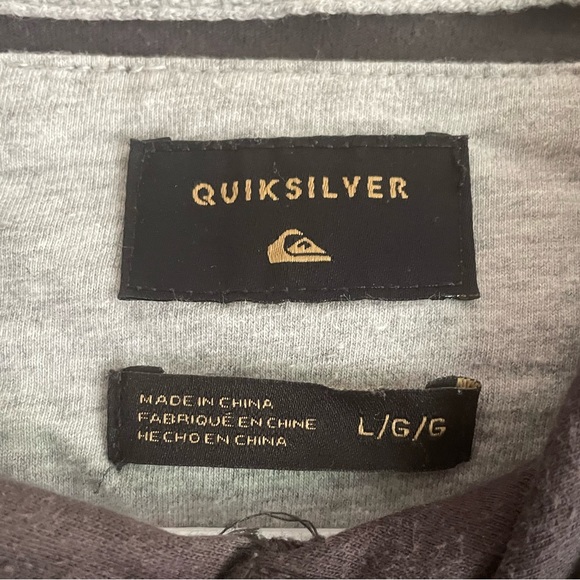 QUIKSILVER
MADE IN CHINA
FABRIQUÉ EN CHINE
HECHO EN CHINA
L/G/G